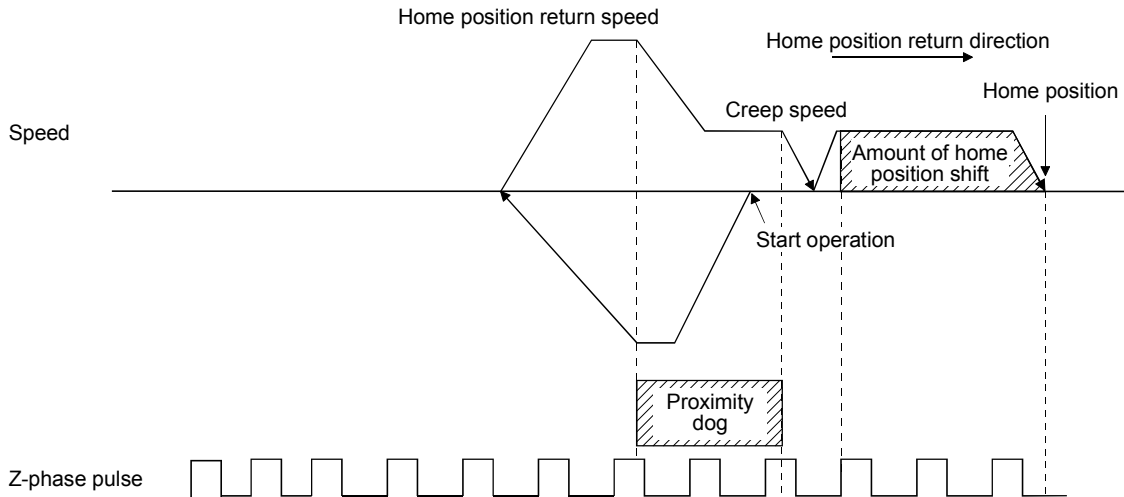 Home position return speed
Home position return direction
Home position
Creep speed
Speed
Amount of home
position shift
Start operation
Proximity
dog
Z-phase pulse